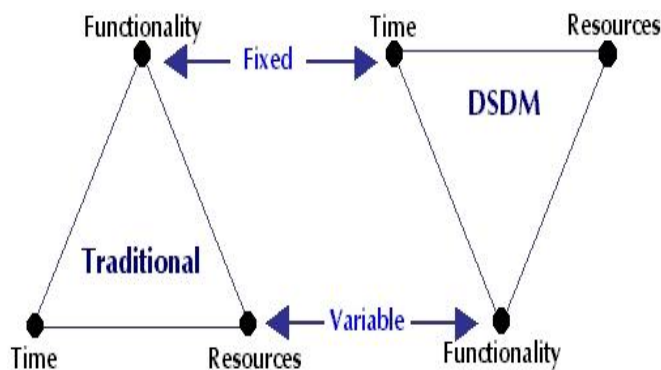 Functionality
Time
Resources
Fixed
DSDM
Traditional
Variable
Time
Resources
Functionality